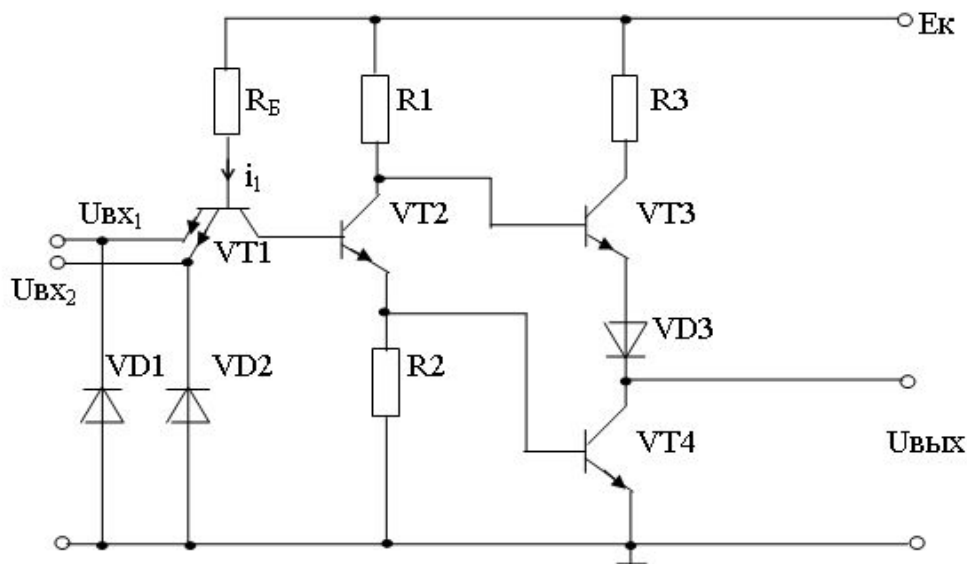 Eк
RБ
R1
R3
i1
Uвх1
VT1
VT2
VT3
Uвх2
VD3
VD1
VD2
R2
VT4
Uвых